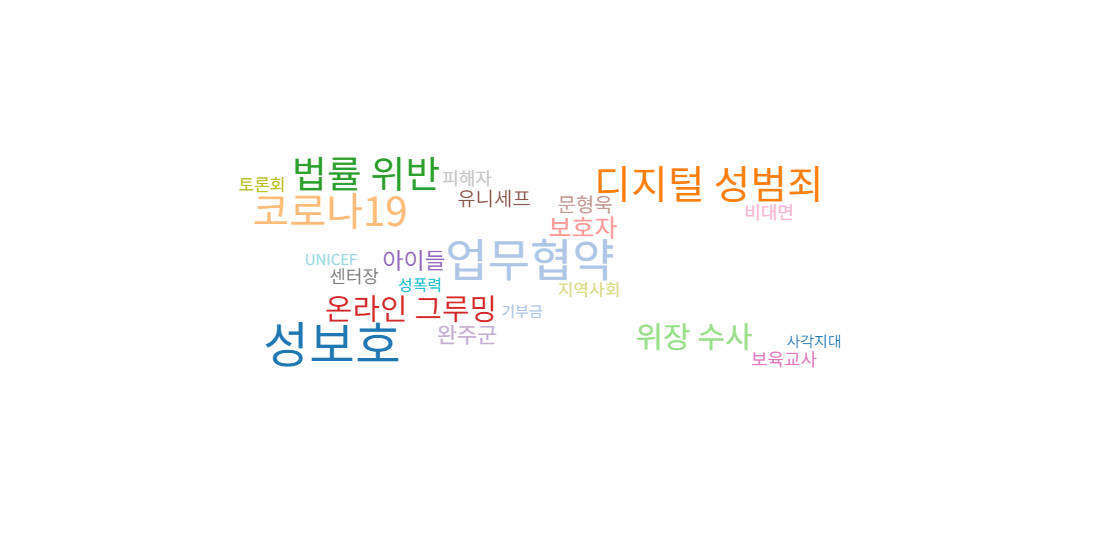 법률 위반
피해자
디지털 성범죄
토론회
유니세프
코로나19
문형욱
비대면
보호자
업무협약
아이들
UNICEF
센터장
성폭력
지역사회
온라인 그루밍
기부금
성보호
완주군
위장 수사
사각지대
보육교사